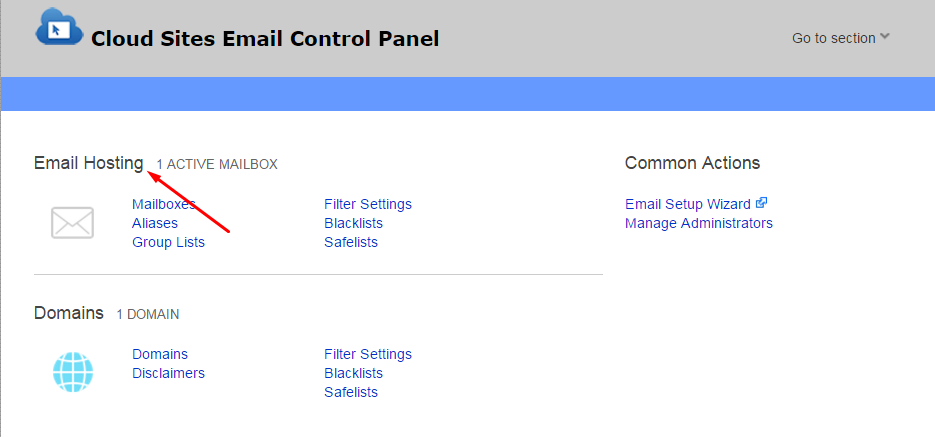 Cloud Sites Email Control Panel
Go to section
Email Hosting 1 ACTIVE MAILBOX
Mailboxes
Aliases
Group Lists
Filter Settings
Blacklists
Safelists
Common Actions
Email Setup Wizard
Manage Administrators
Domains 1 DOMAIN
Domains
Disclaimers
Filter Settings
Blacklists
Safelists